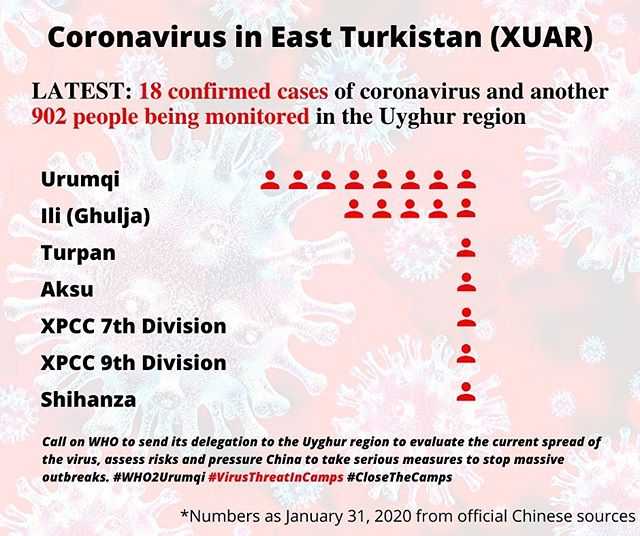 Coronavirus in East Turkistan (XUAR)
LATEST: 18 confirmed cases of coronavirus and another
902 people being monitored in the Uyghur region
Urumqi
Ili (Ghulja)
Turpan
Aksu
XPCC 7th Division
XPCC 9th Division
Shihanza
Call on WHO to send its delegation to the Uyghur region to evaluate the current spread of
the virus, assess risks and pressure China to take serious measures to stop massive
outbreaks. #WHO2Urumqi #VirusThreatInCamps #CloseTheCamps
*Numbers as January 31, 2020 from official Chinese sources